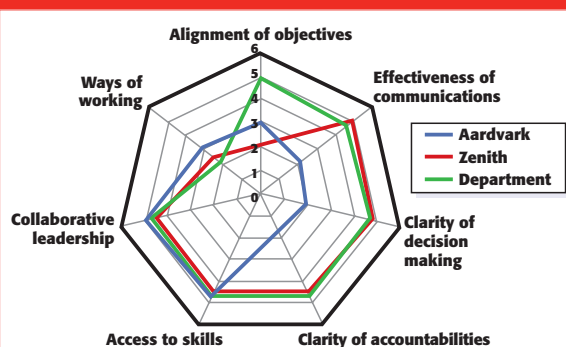 Alignment of objectives
6
5
4
3
2
1
0
Ways of
working
Effectiveness of
communications
Aardvark
Zenith
Department
Collaborative
leadership
Clarity of
decision
making
Access to skills
Clarity of accountabilities